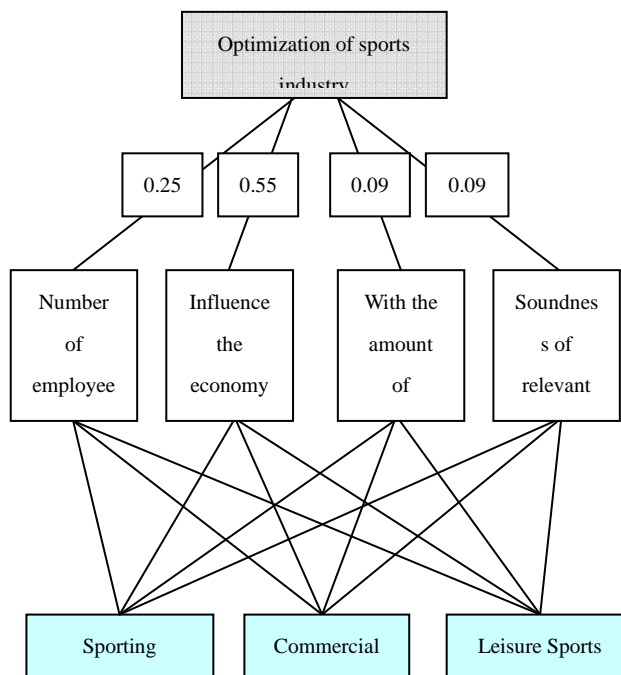 Optimization of sports
industry
0.25
0.55
0.09
0.09
Number
of
employee
Influence
the
economy
With the
amount
of
Soundnes
s of
relevant
Sporting
Commercial
Leisure Sports